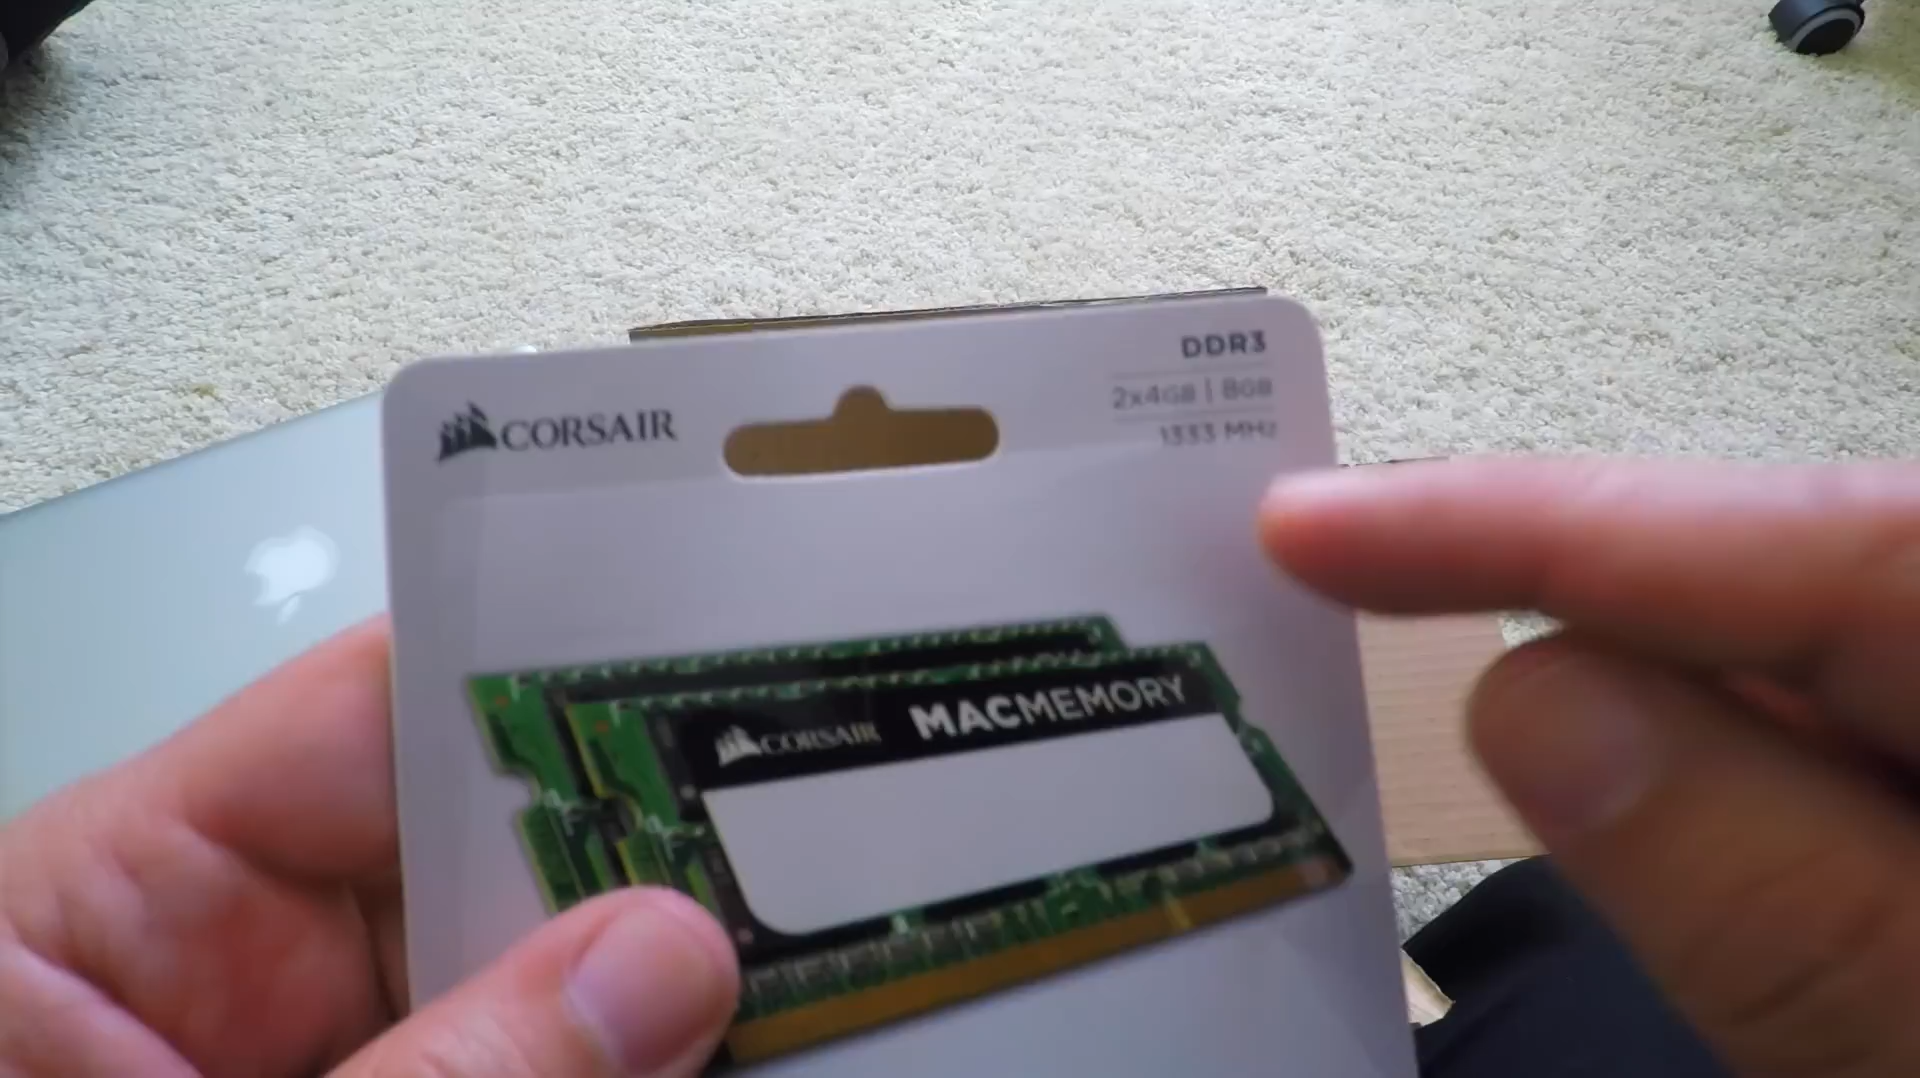 DDR3
2x4GB | 8GB
1333 MHz
CORSAIR
CORSAIR MACMEMORY